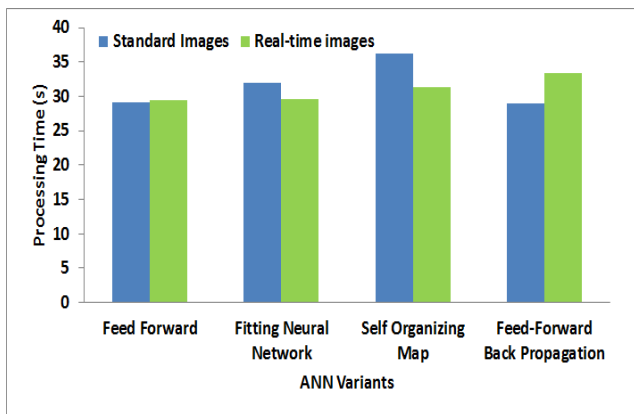 40
35
30
25
20
15
10
5
0
Processing Time (s)
Standard Images
Real-time images
Feed Forward
Fitting Neural
Network
Self Organizing
Map
Feed-Forward
Back Propagation
ANN Variants